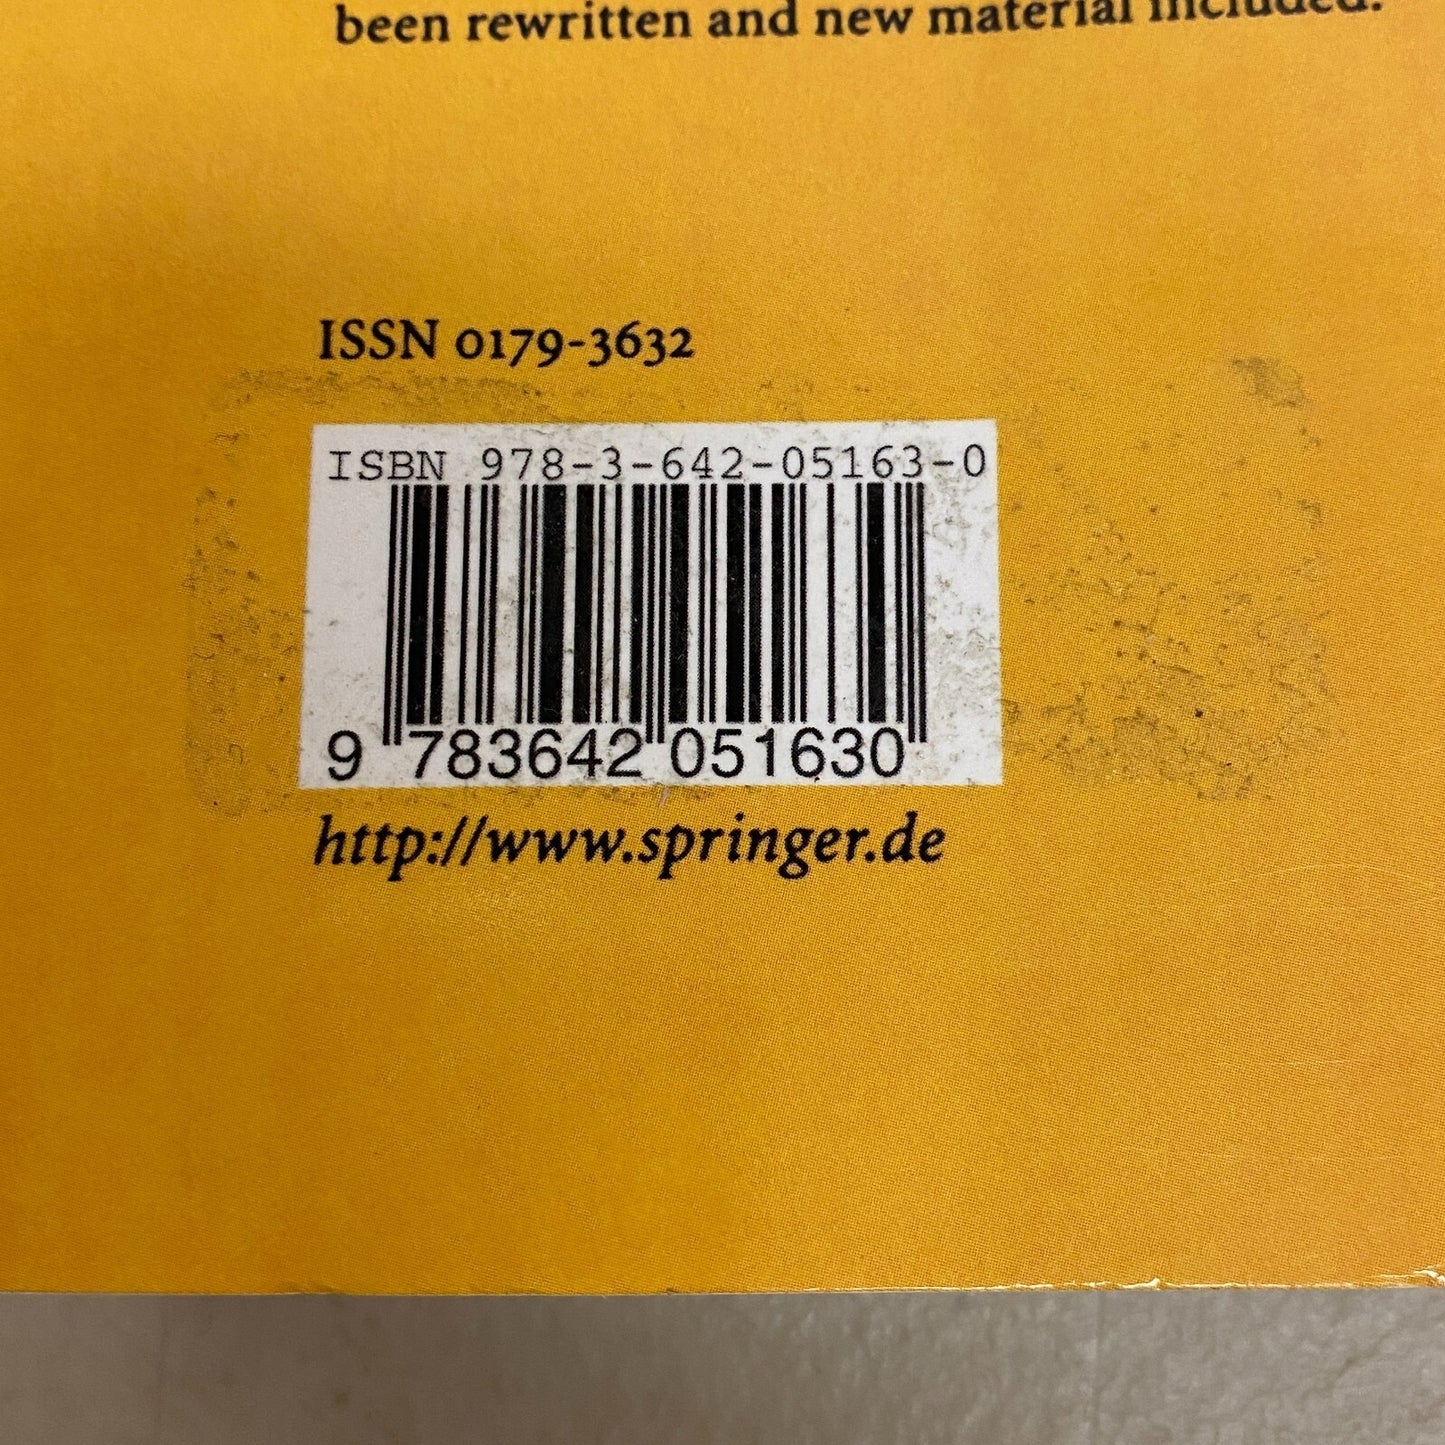 been rewritten and new material included.
ISSN 0179-3632
ISBN 978-3-642-05163-0
9 783642 051630
http://www.springer.de